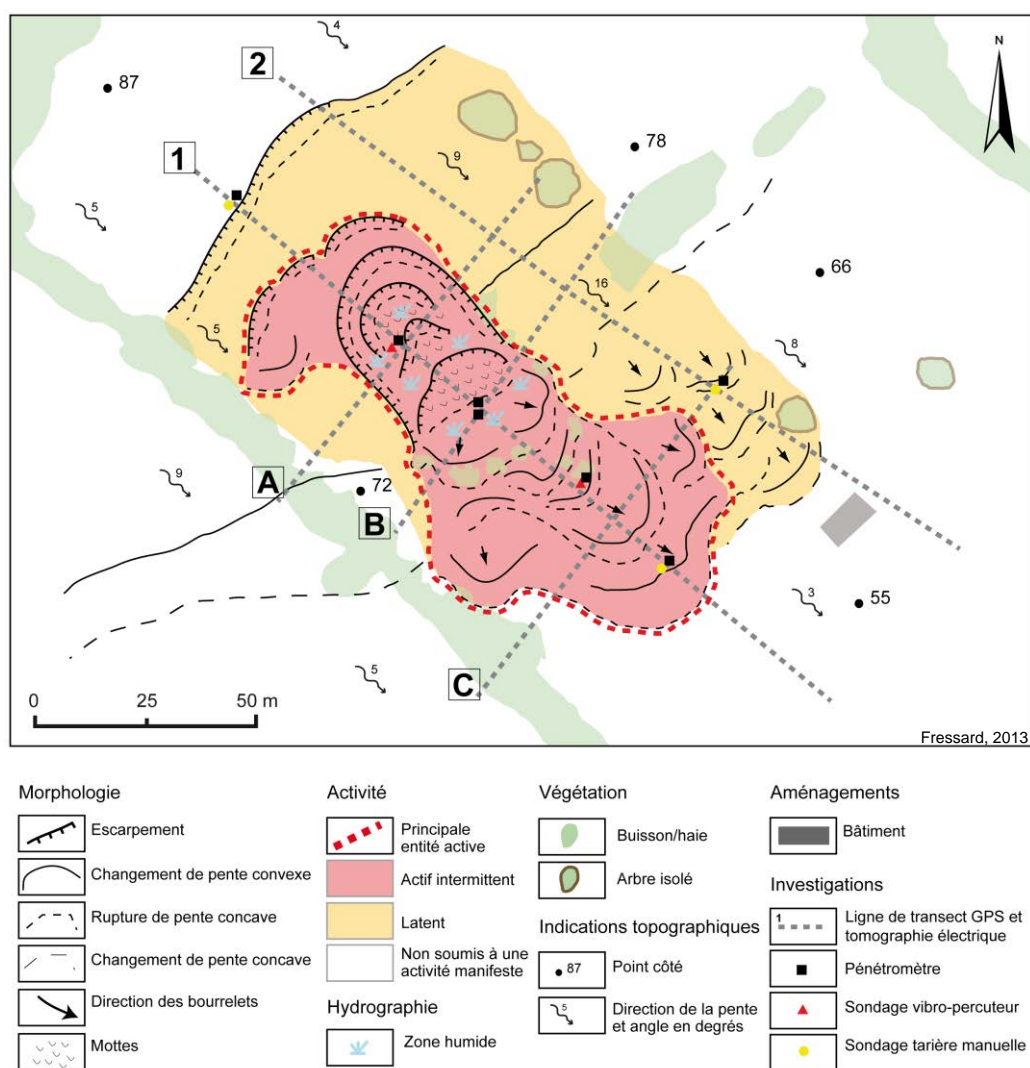 4
2
87
N
78
1
9
5
66
16
5
8
9
A
72
B
3
55
C
5
0 25 50 m
Fressard, 2013
Morphologie
Escarpement
Changement de pente convexe
Rupture de pente concave
Changement de pente concave
Direction des bourrelets
Mottes
Activité
Principale
entité active
Actif intermittent
Latent
Non soumis à une
activité manifeste
Hydrographie
Zone humide
Végétation
Buisson/haie
Arbre isolé
Indications topographiques
87
Point côté
5
Direction de la pente
et angle en degrés
Aménagements
Bâtiment
Investigations
1
Ligne de transect GPS et
tomographie électrique
Pénétromètre
Sondage vibro-percuteur
Sondage tarière manuelle